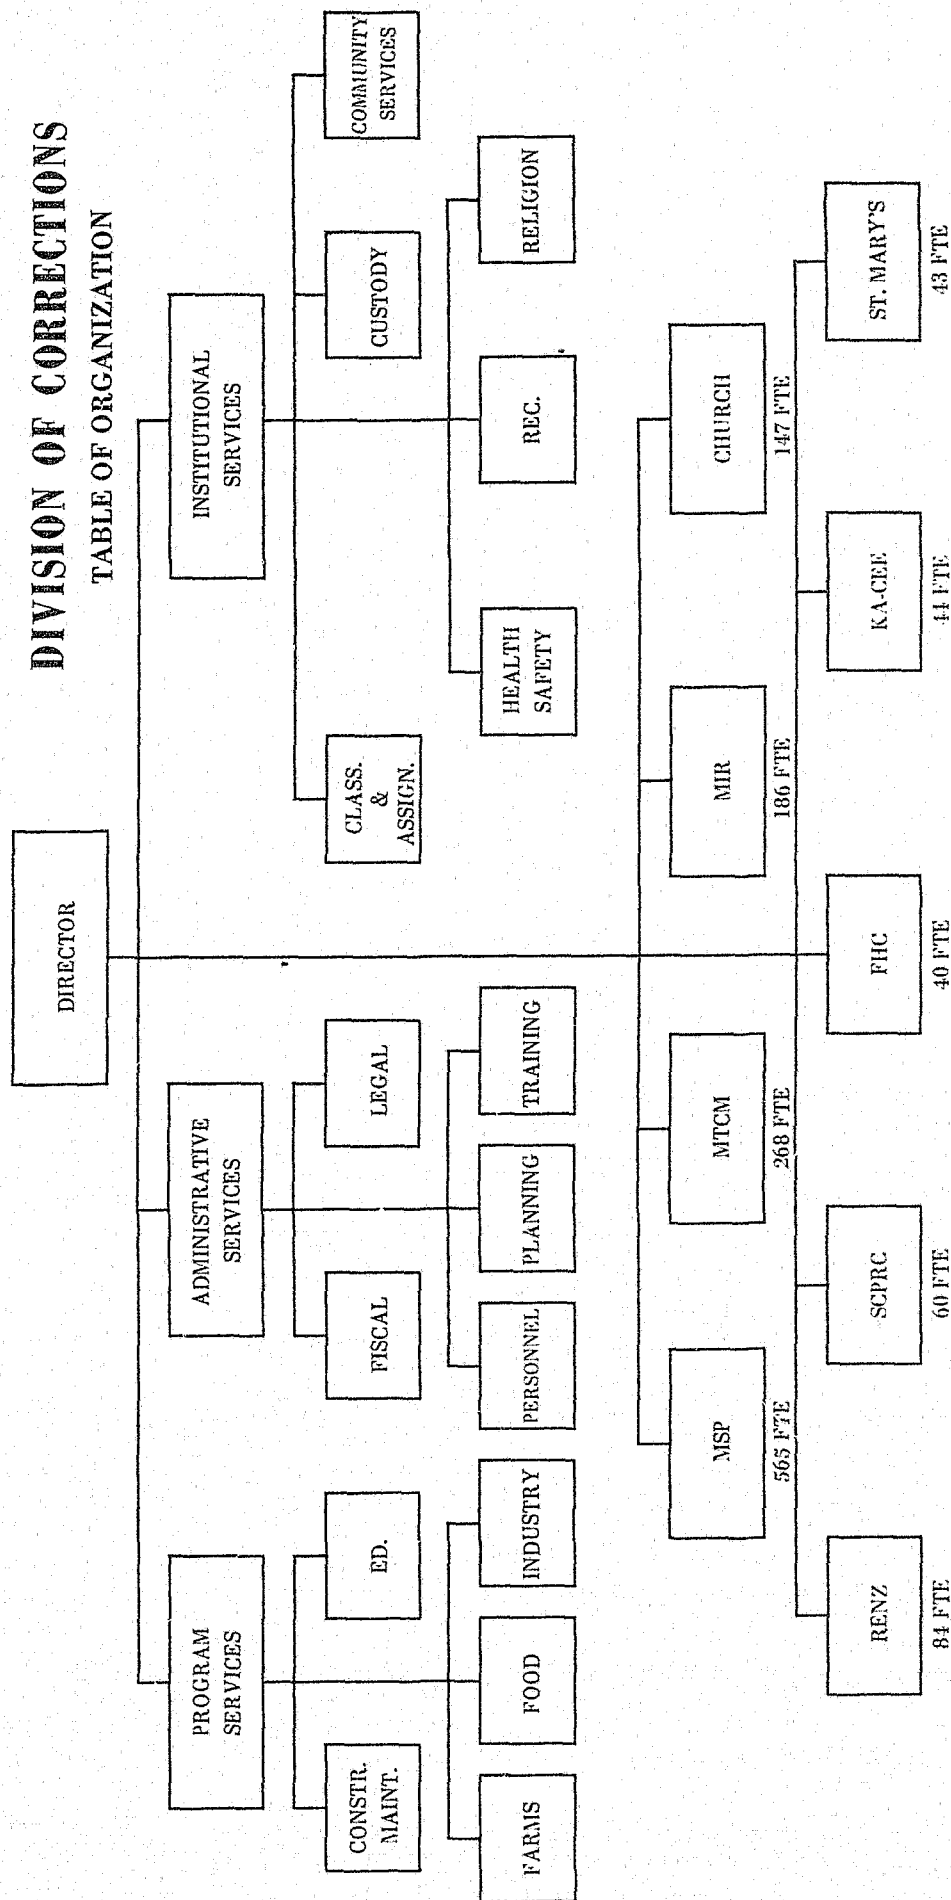 DIVISION OF CORRECTIONS
TABLE OF ORGANIZATION
DIRECTOR
PROGRAM
SERVICES
ADMINISTRATIVE
SERVICES
INSTITUTIONAL
SERVICES
CONSTR.
MAINT.
ED.
FISCAL
LEGAL
CLASS.
&
ASSIGN.
CUSTODY
COMMUNITY
SERVICES
FARMS
FOOD
INDUSTRY
PERSONNEL
PLANNING
TRAINING
HEALTH
SAFETY
REC.
RELIGION
MSP
565 FTE
MTCM
268 FTE
MIR
186 FTE
CHURCH
147 FTE
RENZ
84 FTE
SCPRC
60 FTE
FHC
40 FTE
KA-CEE
44 FTE
ST. MARY'S
43 FTE